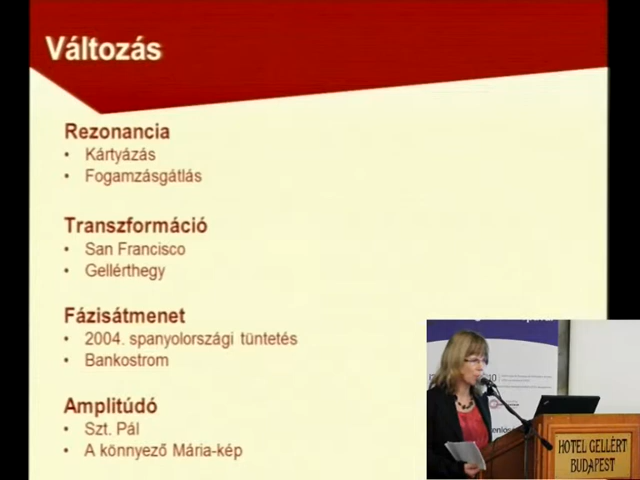 Változás
Rezonancia
• Kártyázás
• Fogamzásgátlás
Transzformáció
• San Francisco
• Gellérthegy
Fázisátmenet
• 2004. spanyolországi tüntetés
• Bankostrom
Amplitúdó
• Szt. Pál
• A könnyező Mária-kép
HOTEL GELLÉRT
BUDAPEST